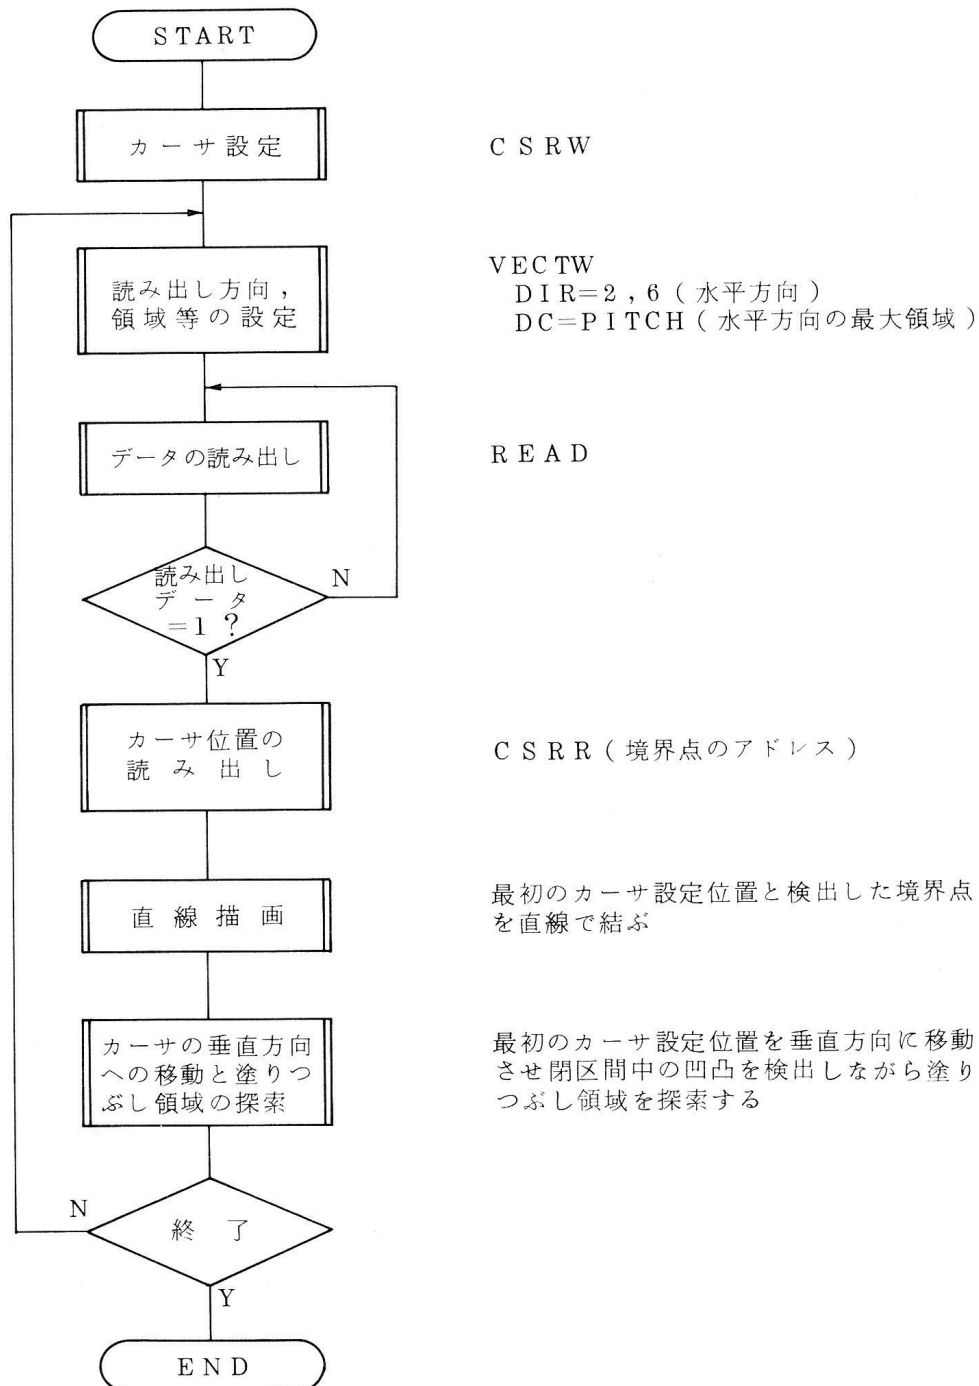 START
カーサ設定
CSRW
読み出し方向，
領域等の設定
VECTW
DIR=2，6（水平方向）
DC=PITCH（水平方向の最大領域）
データの読み出し
READ
読み出し
データ
=1？
N
Y
カーサ位置の
読み出し
CSRR（境界点のアドレス）
直線描画
最初のカーサ設定位置と検出した境界点
を直線で結ぶ
カーサの垂直方向
への移動と塗りつ
ぶし領域の探索
最初のカーサ設定位置を垂直方向に移動
させ閉区間中の凹凸を検出しながら塗り
つぶし領域を探索する
N
終了
Y
END